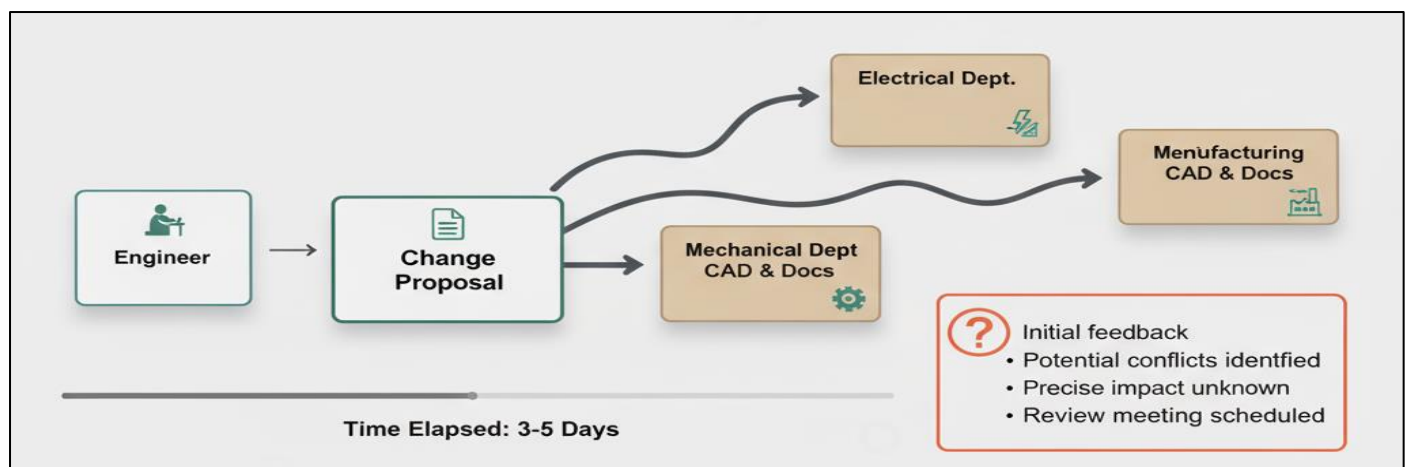 Engineer
Change
Proposal
Electrical Dept.
Menufacturing
CAD & Docs
Mechanical Dept
CAD & Docs
Initial feedback
• Potential conflicts identfied
• Precise impact unknown
• Review meeting scheduled
Time Elapsed: 3-5 Days